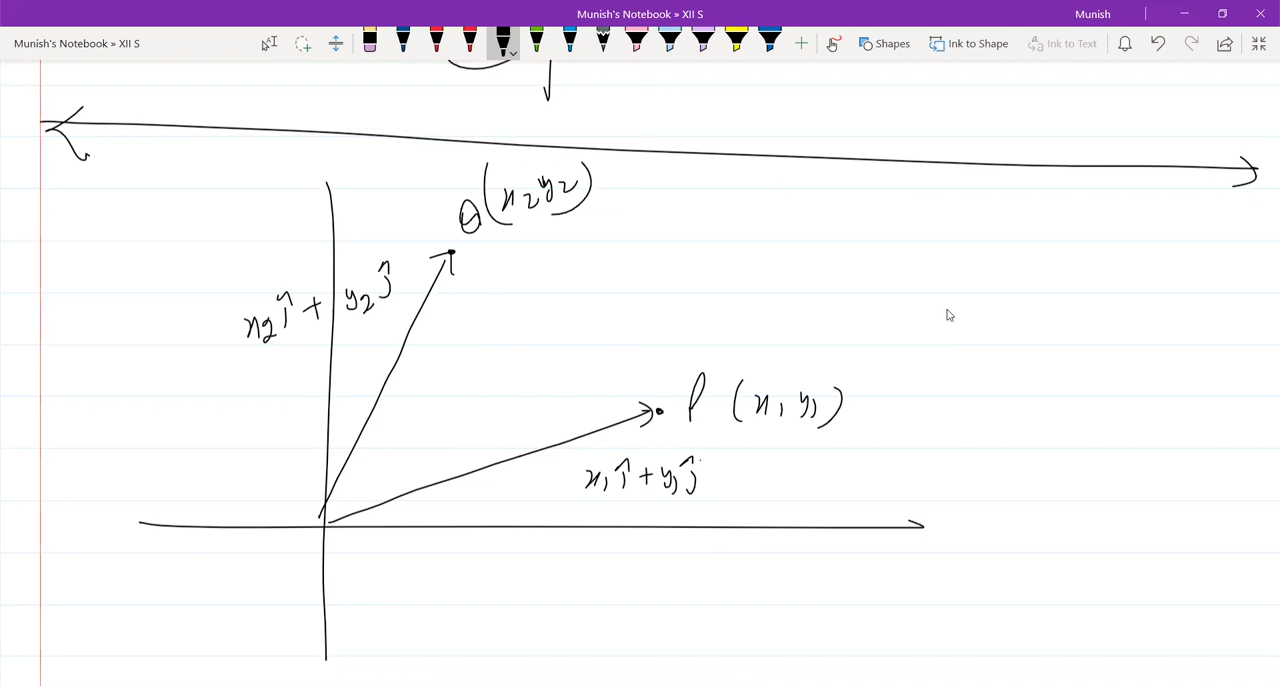 Munish's Notebook » XII S
Munish
Munish's Notebook » XII S
Shapes
Ink to Shape
Ink to Text
Q(x₂ y₂)
x₂î + y₂ĵ
P (x₁ y₁)
x₁î + y₁ĵ